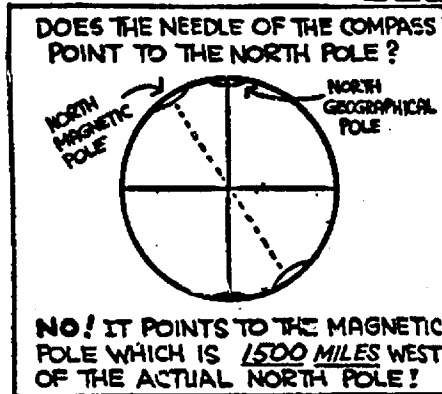 DOES THE NEEDLE OF THE COMPASS
POINT TO THE NORTH POLE?
NORTH
MAGNETIC
POLE
NORTH
GEOGRAPHICAL
POLE
NO! IT POINTS TO THE MAGNETIC
POLE WHICH IS 1500 MILES WEST
OF THE ACTUAL NORTH POLE!